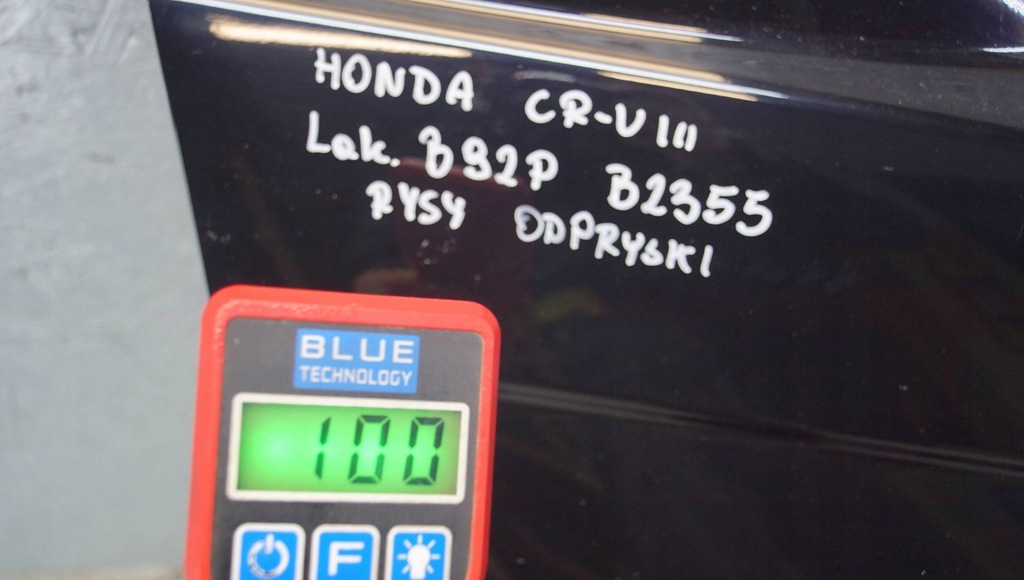 HONDA CR-V III
Lak. B92P B2355
RYSY ODPRYSKI
BLUE
TECHNOLOGY
100
F